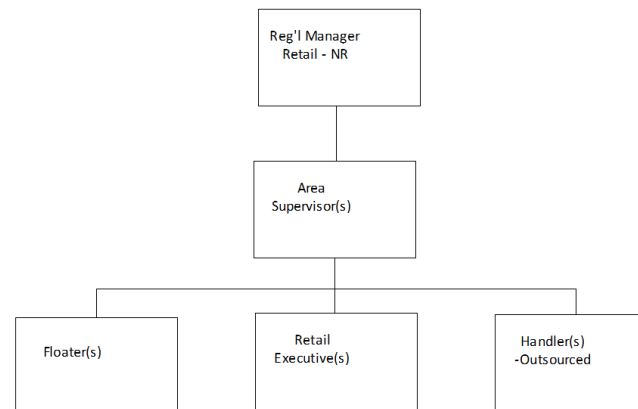 Reg'l Manager
Retail - NR
Area
Supervisor(s)
Floater(s)
Retail
Executive(s)
Handler(s)
-Outsourced